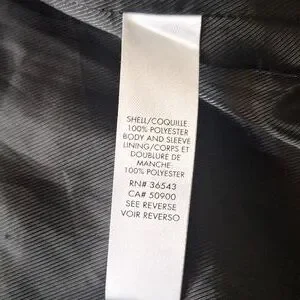 SHELL/COQUILLE
100% POLYESTER
BODY AND SLEEVE
LINING/CORPS ET
DOUBLURE DE
MANCHE:
100% POLYESTER
RN# 36543
CA# 50900
SEE REVERSE
VOIR REVERSO